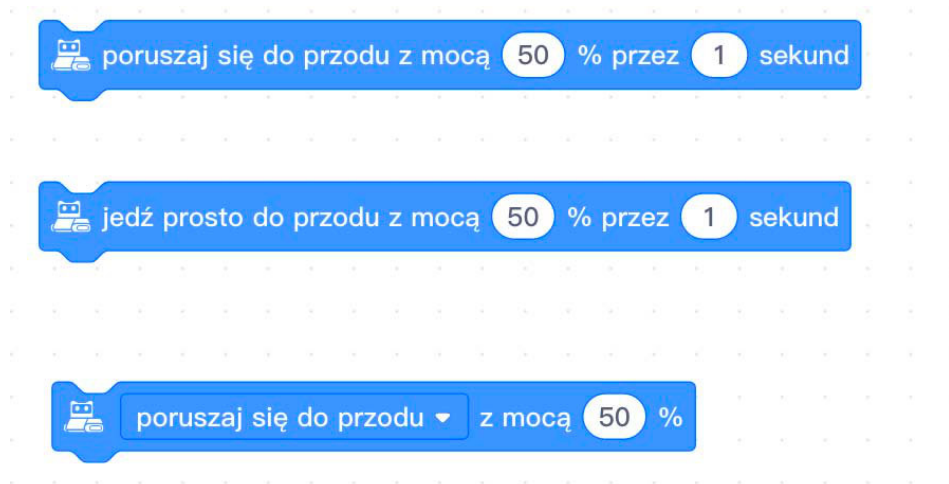 poruszaj się do przodu z mocą 50 % przez 1 sekund
jedź prosto do przodu z mocą 50 % przez 1 sekund
poruszaj się do przodu z mocą 50 %